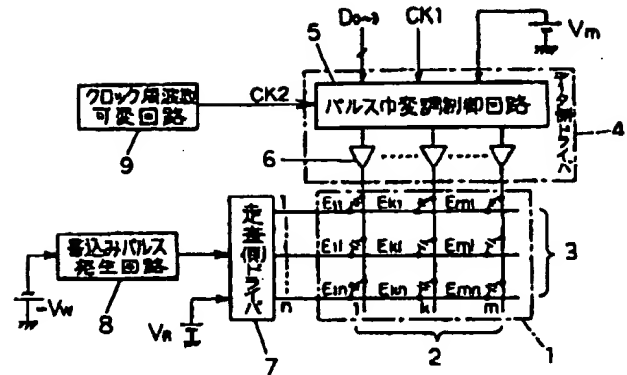 D₀~₃ CK1 Vm
5
クロック周波数
可変回路
9
CK2
パルス巾変調制御回路
データ側ドライバ
4
6
1
n
走査側ドライバ
7
書込みパルス
発生回路
8
-Vw
VR
E11 Ek1 Em1
E1l Ekl Eml
E1n Ekn Emn
1 k m
3
2
1